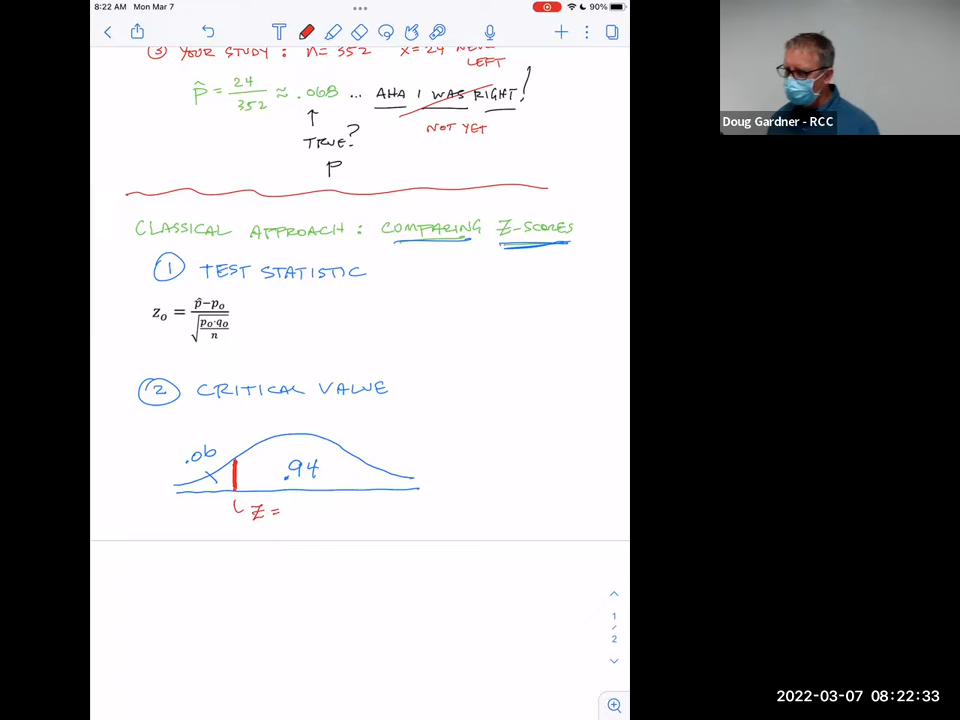 8:22 AM Mon Mar 7
90%
③ YOUR STUDY : n= 352 x=24 NEVER LEFT
p̂ = 24/352 ≈ .068 ... AHA I WAS RIGHT!
NOT YET
↑
TRUE?
p
CLASSICAL APPROACH : COMPARING Z-SCORES
① TEST STATISTIC
z₀ = (p̂−p₀)/√(p₀·q₀/n)
② CRITICAL VALUE
.06
.94
Z =
1
/
2
Doug Gardner - RCC
2022-03-07 08:22:33